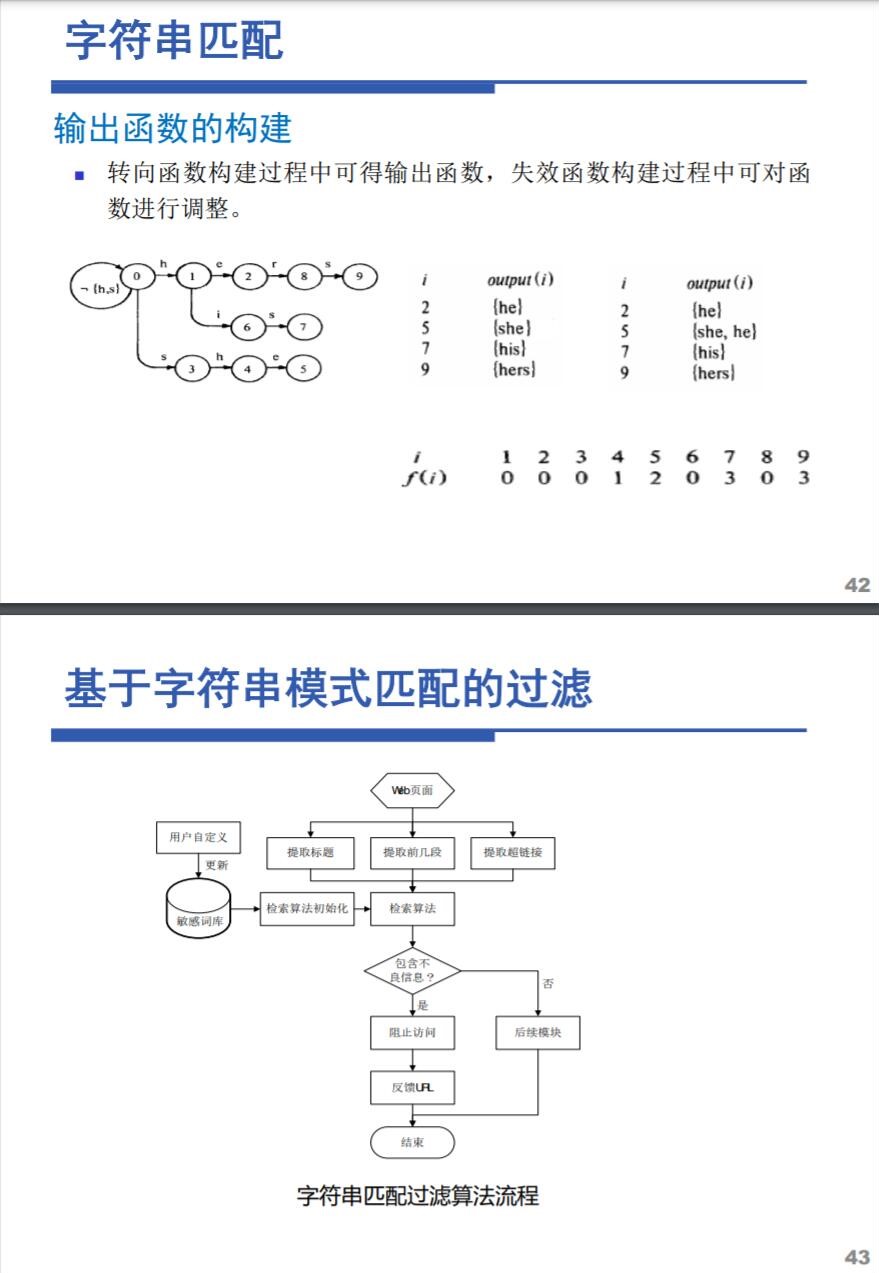 字符串匹配
输出函数的构建
转向函数构建过程中可得输出函数，失效函数构建过程中可对函
数进行调整。
h e r s
0 1 2 8 9
¬ {h,s}
i s
6 7
s h e
3 4 5
i output(i)
2 {he}
5 {she}
7 {his}
9 {hers}
i output(i)
2 {he}
5 {she, he}
7 {his}
9 {hers}
i 1 2 3 4 5 6 7 8 9
f(i) 0 0 0 1 2 0 3 0 3
42
基于字符串模式匹配的过滤
Web页面
用户自定义
提取标题 提取前几段 提取超链接
更新
敏感词库
检索算法初始化 检索算法
包含不
良信息？
否
是
阻止访问 后续模块
反馈URL
结束
字符串匹配过滤算法流程
43